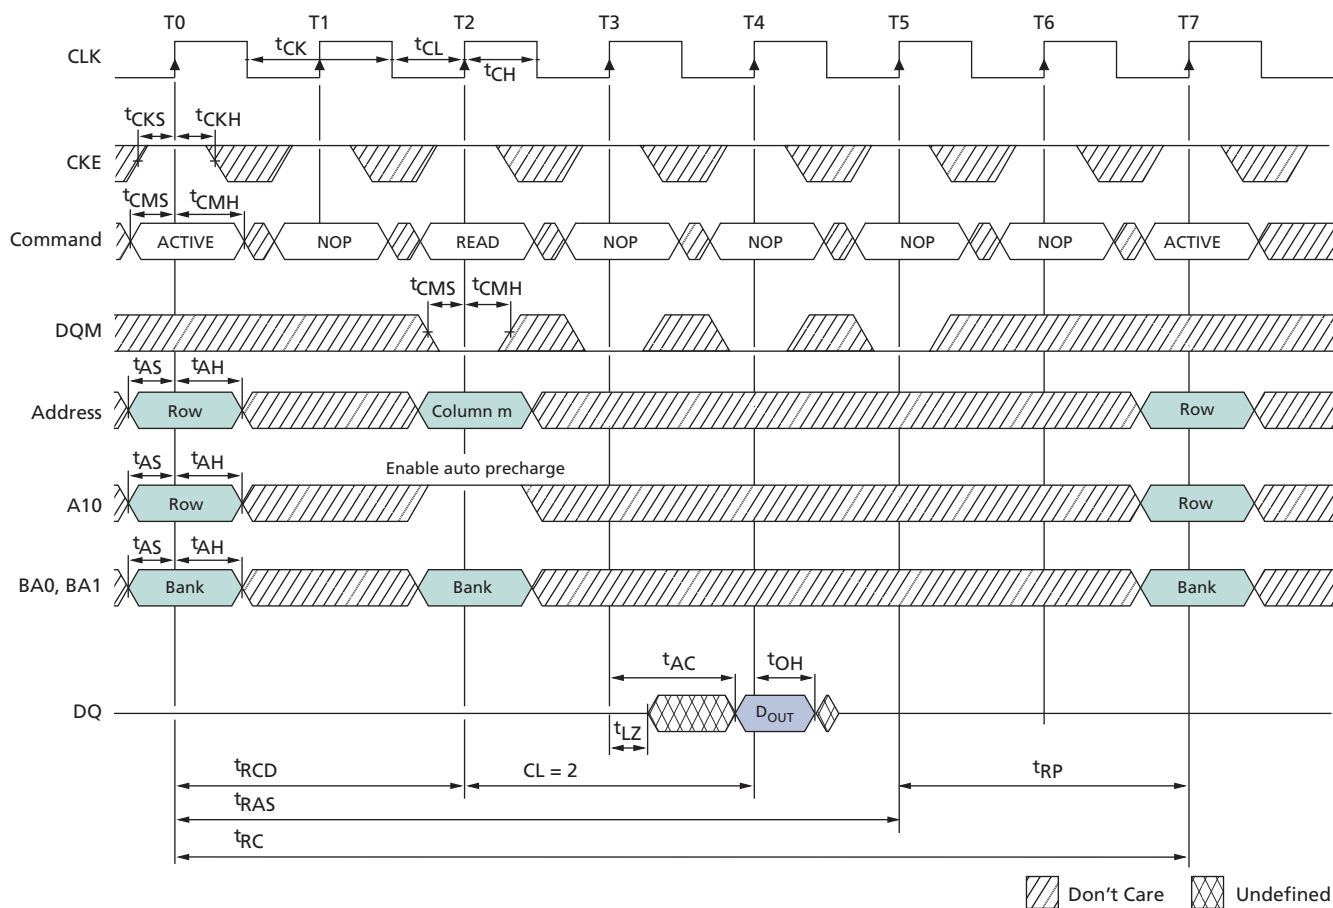 T0 T1 T2 T3 T4 T5 T6 T7
CLK
tCK tCL
tCH
tCKS tCKH
CKE
tCMS tCMH
Command ACTIVE NOP READ NOP NOP NOP NOP ACTIVE
tCMS tCMH
DQM
tAS tAH
Address Row Column m Row
tAS tAH Enable auto precharge
A10 Row Row
tAS tAH
BA0, BA1 Bank Bank Bank
tAC tOH
DQ DOUT
tLZ
tRCD CL = 2 tRP
tRAS
tRC
Don't Care Undefined